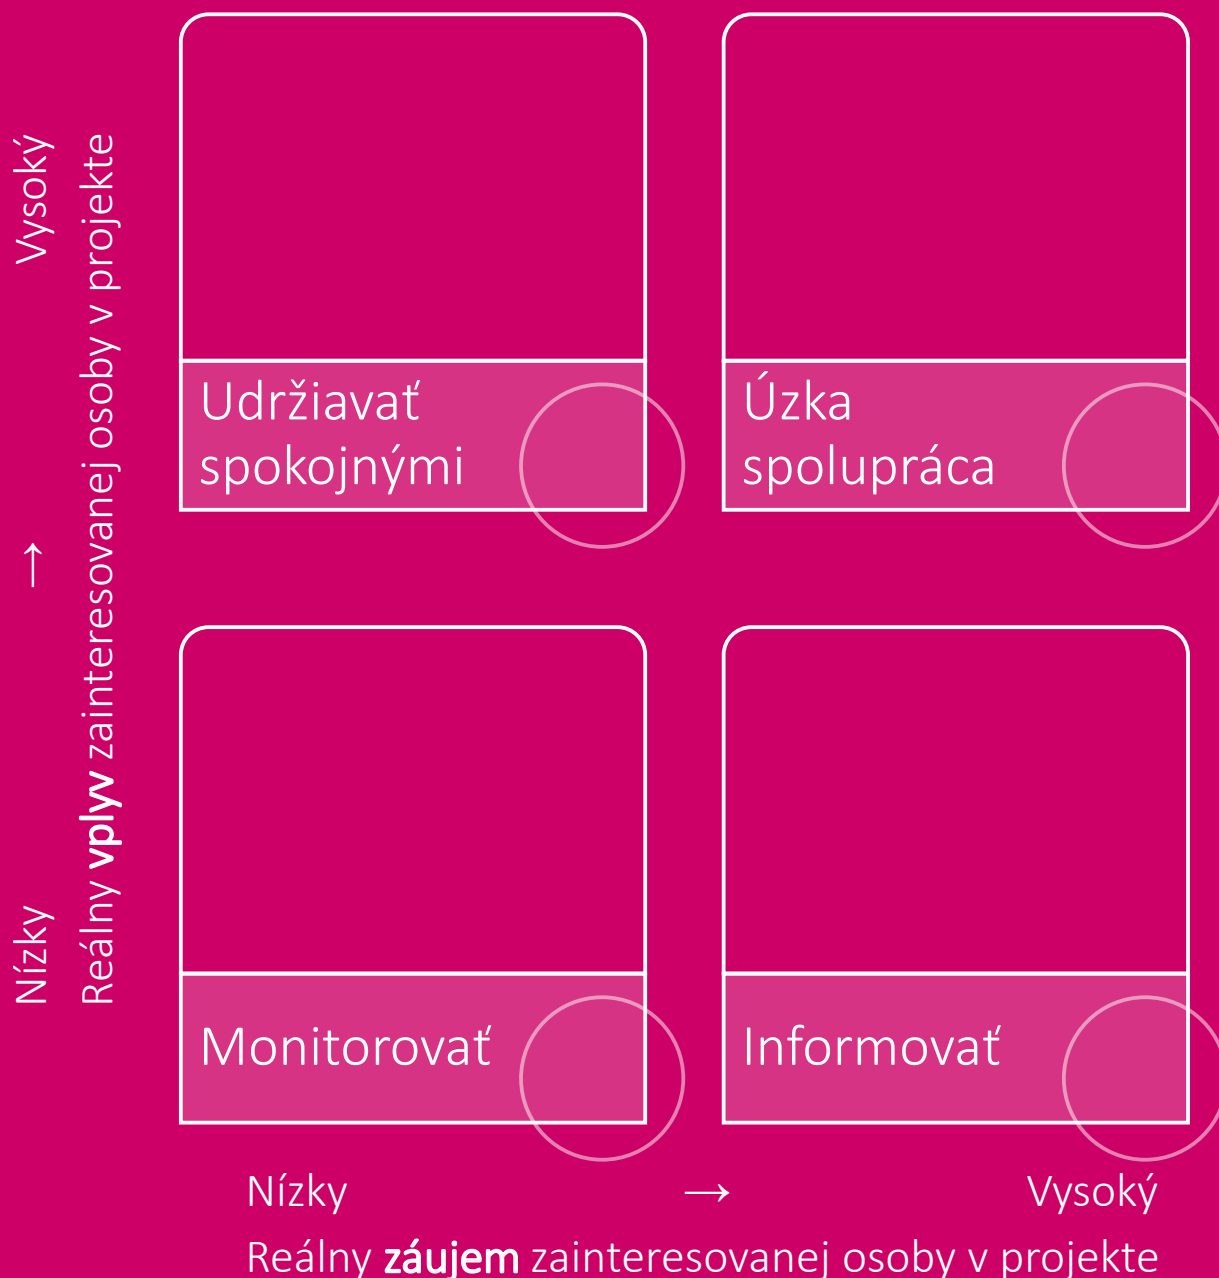 Vysoký
→
Nízky
Reálny vplyv zainteresovanej osoby v projekte
Udržiavať
spokojnými
Úzka
spolupráca
Monitorovať
Informovať
Nízky → Vysoký
Reálny záujem zainteresovanej osoby v projekte